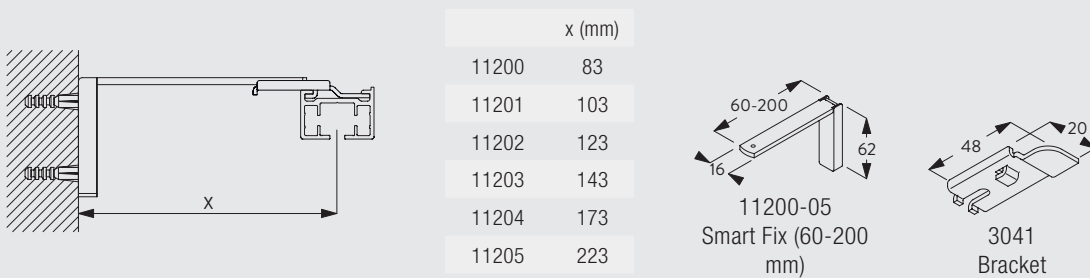 X
x (mm)
11200 83
11201 103
11202 123
11203 143
11204 173
11205 223
60-200
16
62
11200-05
Smart Fix (60-200
mm)
48
20
3041
Bracket